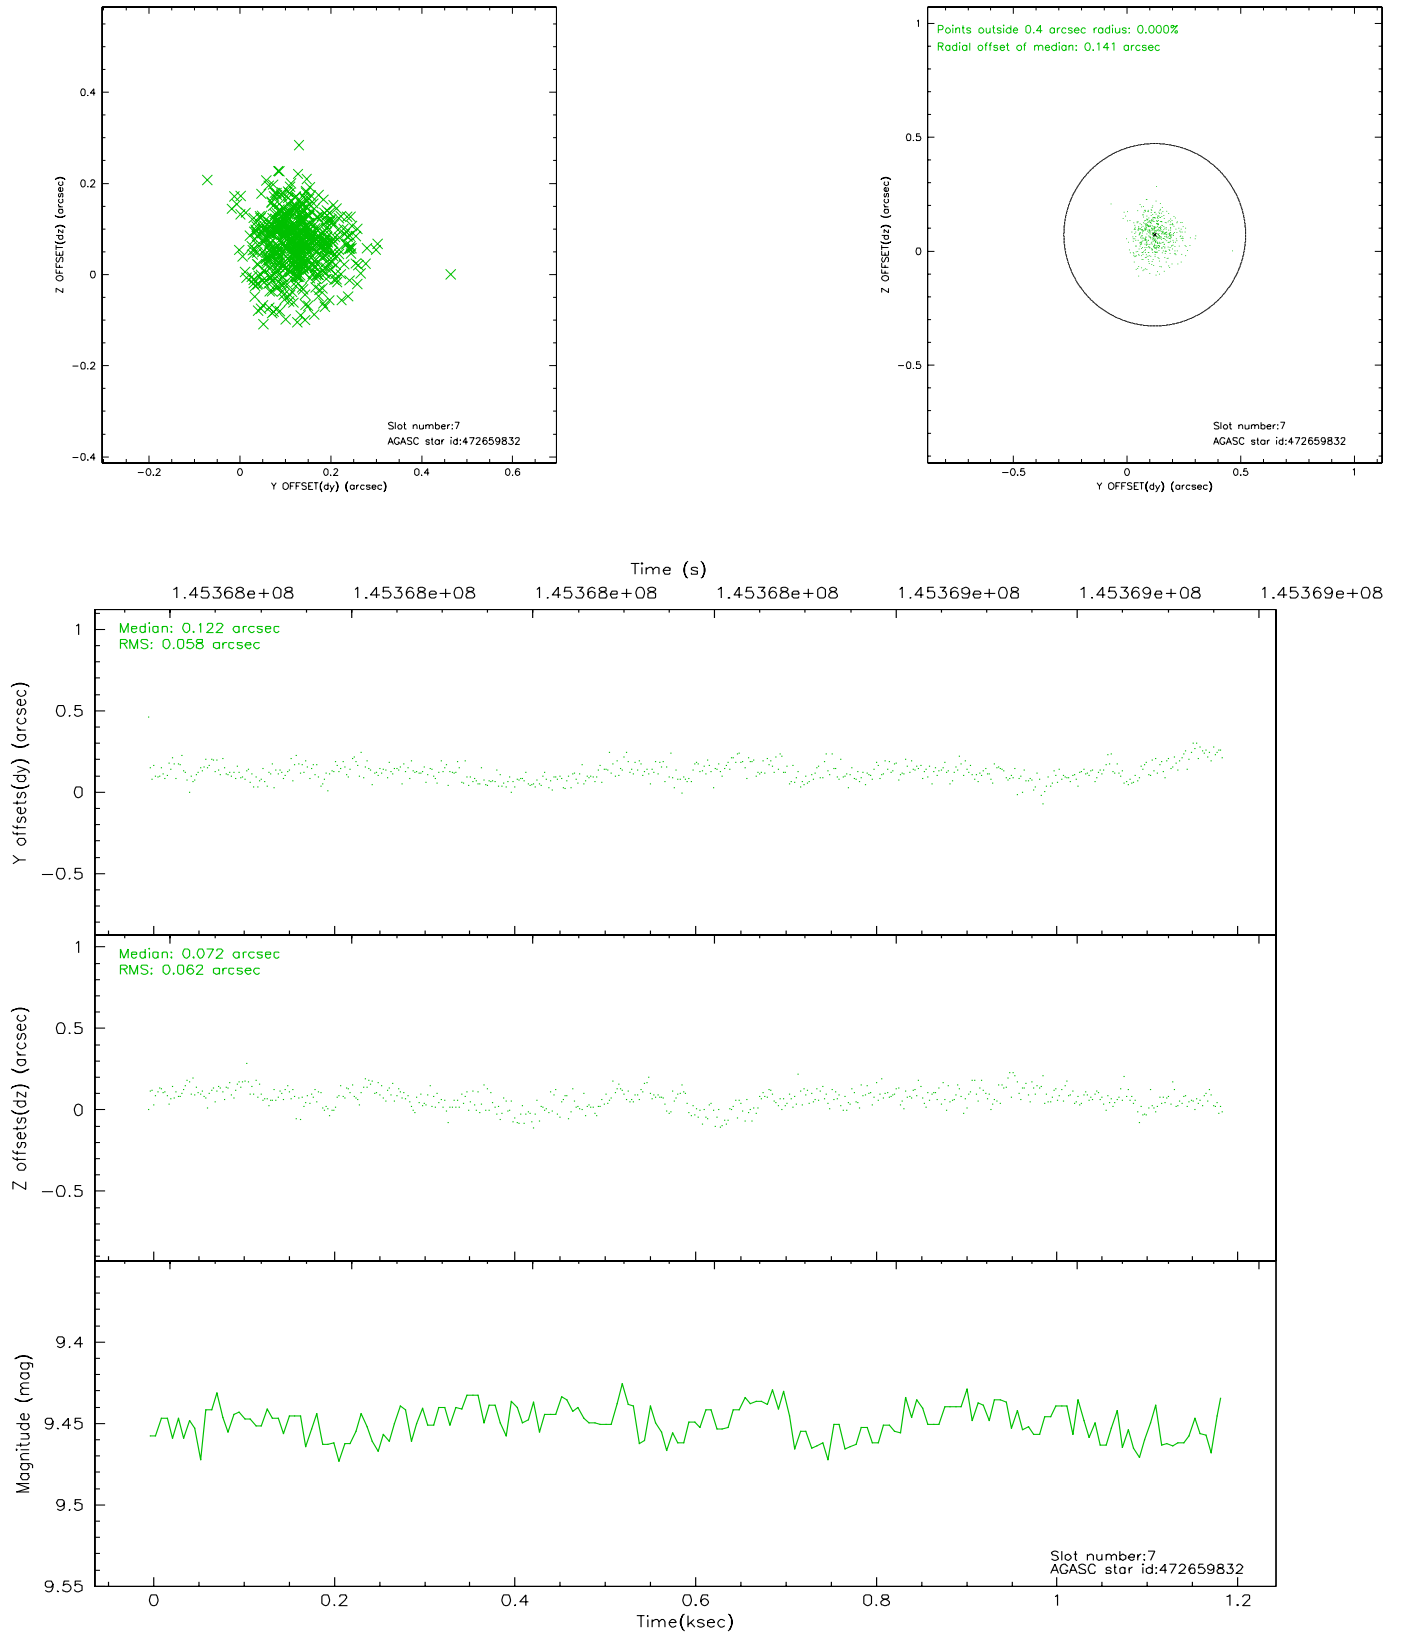 0.4
0.2
0
−0.2
−0.4
Z OFFSET(dz) (arcsec)
−0.2 0 0.2 0.4 0.6
Y OFFSET(dy) (arcsec)
Slot number:7
AGASC star id:472659832
Points outside 0.4 arcsec radius: 0.000%
Radial offset of median: 0.141 arcsec
1
0.5
0
−0.5
Z OFFSET(dz) (arcsec)
−0.5 0 0.5 1
Y OFFSET(dy) (arcsec)
Slot number:7
AGASC star id:472659832
Time (s)
1.45368e+08 1.45368e+08 1.45368e+08 1.45368e+08 1.45369e+08 1.45369e+08 1.45369e+08
Median: 0.122 arcsec
RMS: 0.058 arcsec
1
0.5
0
−0.5
Y offsets(dy) (arcsec)
Median: 0.072 arcsec
RMS: 0.062 arcsec
1
0.5
0
−0.5
Z offsets(dz) (arcsec)
9.4
9.45
9.5
9.55
Magnitude (mag)
Slot number:7
AGASC star id:472659832
0 0.2 0.4 0.6 0.8 1 1.2
Time(ksec)